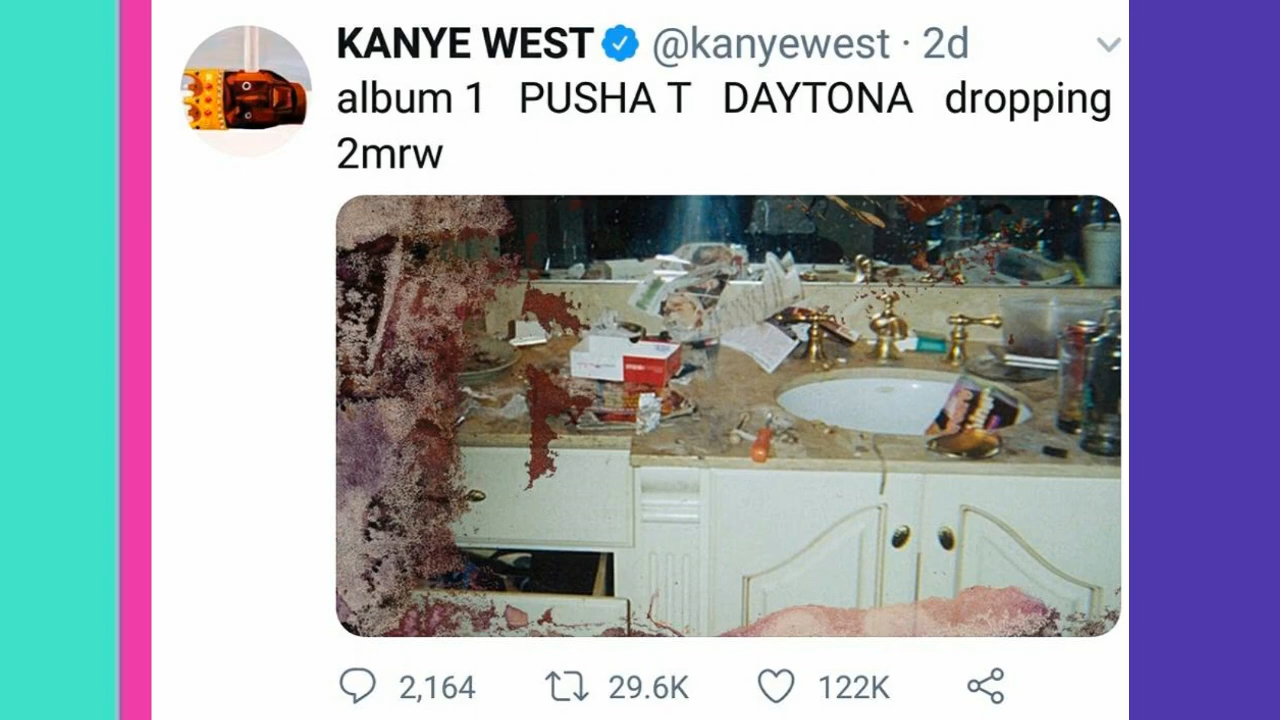 KANYE WEST @kanyewest · 2d
album 1 PUSHA T DAYTONA dropping
2mrw
2,164 29.6K 122K